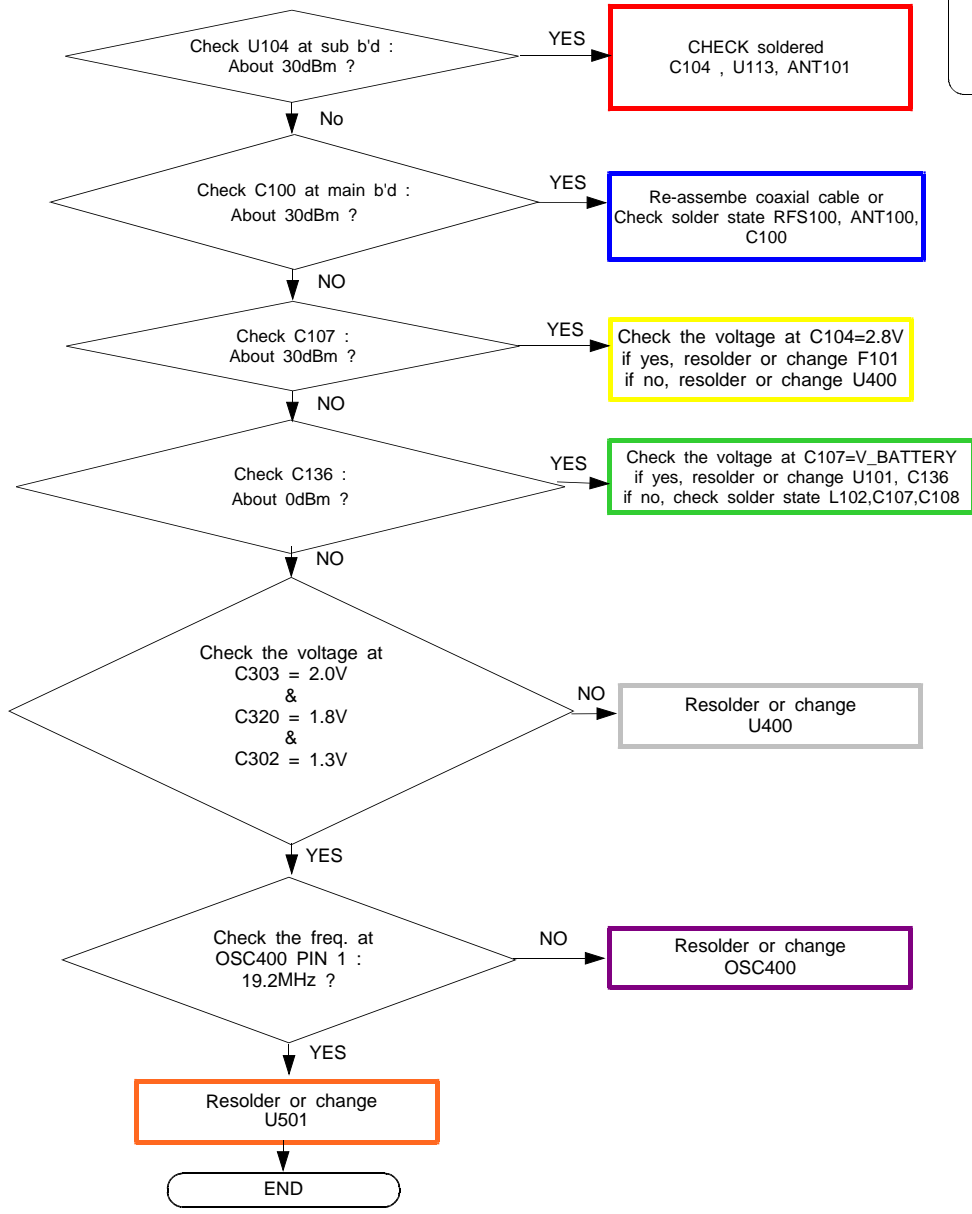 Check U104 at sub b'd :
About 30dBm ?
YES
CHECK soldered
C104 , U113, ANT101
No
Check C100 at main b'd :
About 30dBm ?
YES
Re-assembe coaxial cable or
Check solder state RFS100, ANT100,
C100
NO
Check C107 :
About 30dBm ?
YES
Check the voltage at C104=2.8V
if yes, resolder or change F101
if no, resolder or change U400
NO
Check C136 :
About 0dBm ?
YES
Check the voltage at C107=V_BATTERY
if yes, resolder or change U101, C136
if no, check solder state L102,C107,C108
NO
Check the voltage at
C303 = 2.0V
&
C320 = 1.8V
&
C302 = 1.3V
NO
Resolder or change
U400
YES
Check the freq. at
OSC400 PIN 1 :
19.2MHz ?
NO
Resolder or change
OSC400
YES
Resolder or change
U501
END